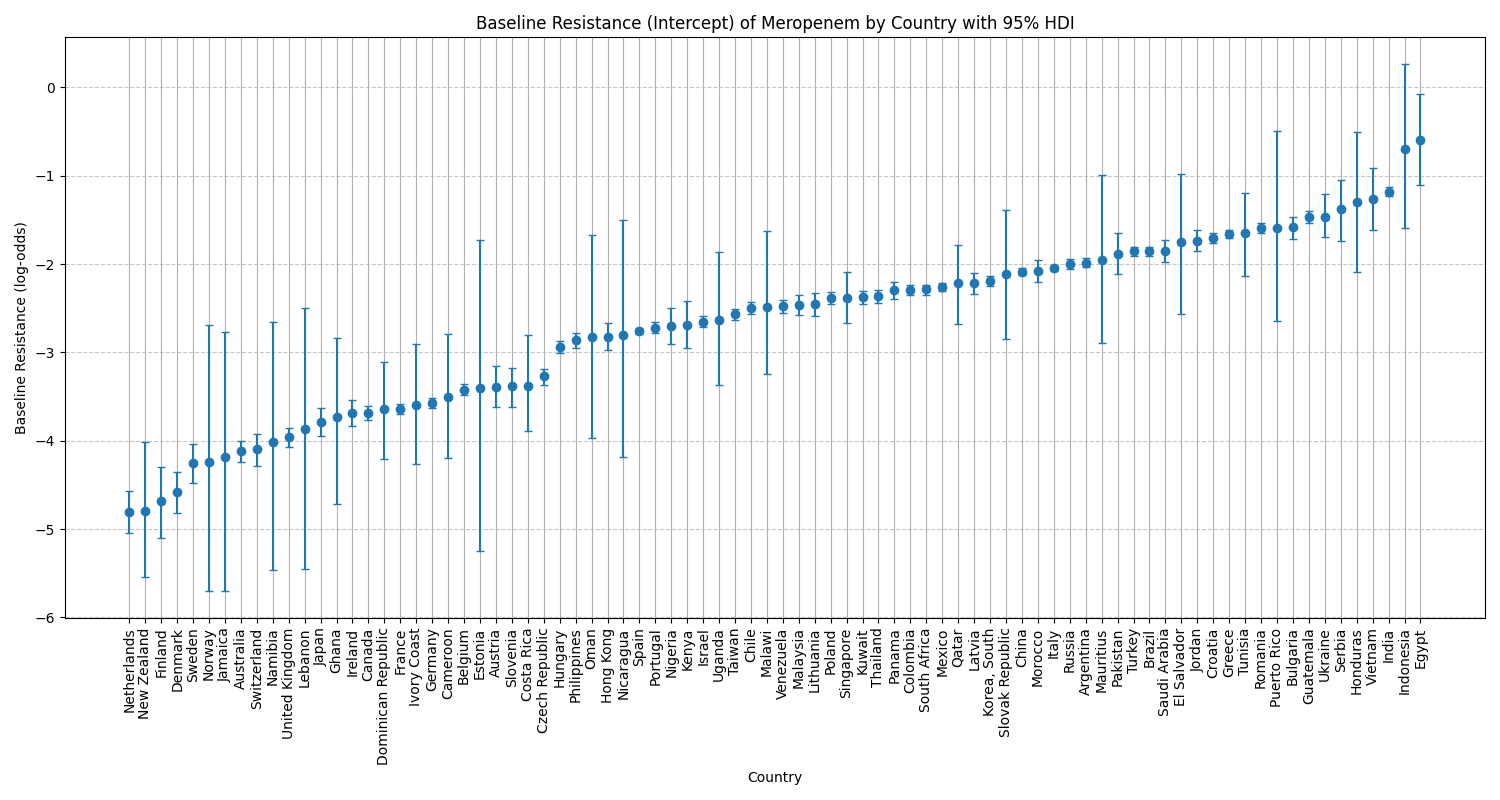 Baseline Resistance (Intercept) of Meropenem by Country with 95% HDI
Baseline Resistance (log-odds)
0
−1
−2
−3
−4
−5
−6
Netherlands
New Zealand
Finland
Denmark
Sweden
Norway
Jamaica
Australia
Switzerland
Namibia
United Kingdom
Lebanon
Japan
Ghana
Ireland
Canada
Dominican Republic
France
Ivory Coast
Germany
Cameroon
Belgium
Estonia
Austria
Slovenia
Costa Rica
Czech Republic
Hungary
Philippines
Oman
Hong Kong
Nicaragua
Spain
Portugal
Nigeria
Kenya
Israel
Uganda
Taiwan
Chile
Malawi
Venezuela
Malaysia
Lithuania
Poland
Singapore
Kuwait
Thailand
Panama
Colombia
South Africa
Mexico
Qatar
Latvia
Korea, South
Slovak Republic
China
Morocco
Italy
Russia
Argentina
Mauritius
Pakistan
Turkey
Brazil
Saudi Arabia
El Salvador
Jordan
Croatia
Greece
Tunisia
Romania
Puerto Rico
Bulgaria
Guatemala
Ukraine
Serbia
Honduras
Vietnam
India
Indonesia
Egypt
Country